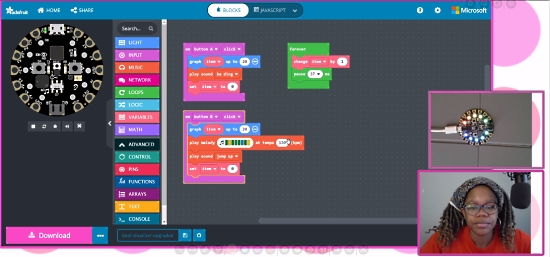 adafruit
HOME
SHARE
BLOCKS
JAVASCRIPT
Microsoft
Search...
LIGHT
INPUT
MUSIC
NETWORK
LOOPS
LOGIC
VARIABLES
MATH
ADVANCED
CONTROL
PINS
FUNCTIONS
ARRAYS
TEXT
CONSOLE
Download
on button A click
graph item up to 20
play sound ba ding
set item to 0
forever
change item by 1
pause 37 ms
on button B click
graph item up to 20
play melody at tempo (bpm)
play sound jump up
set item to 0